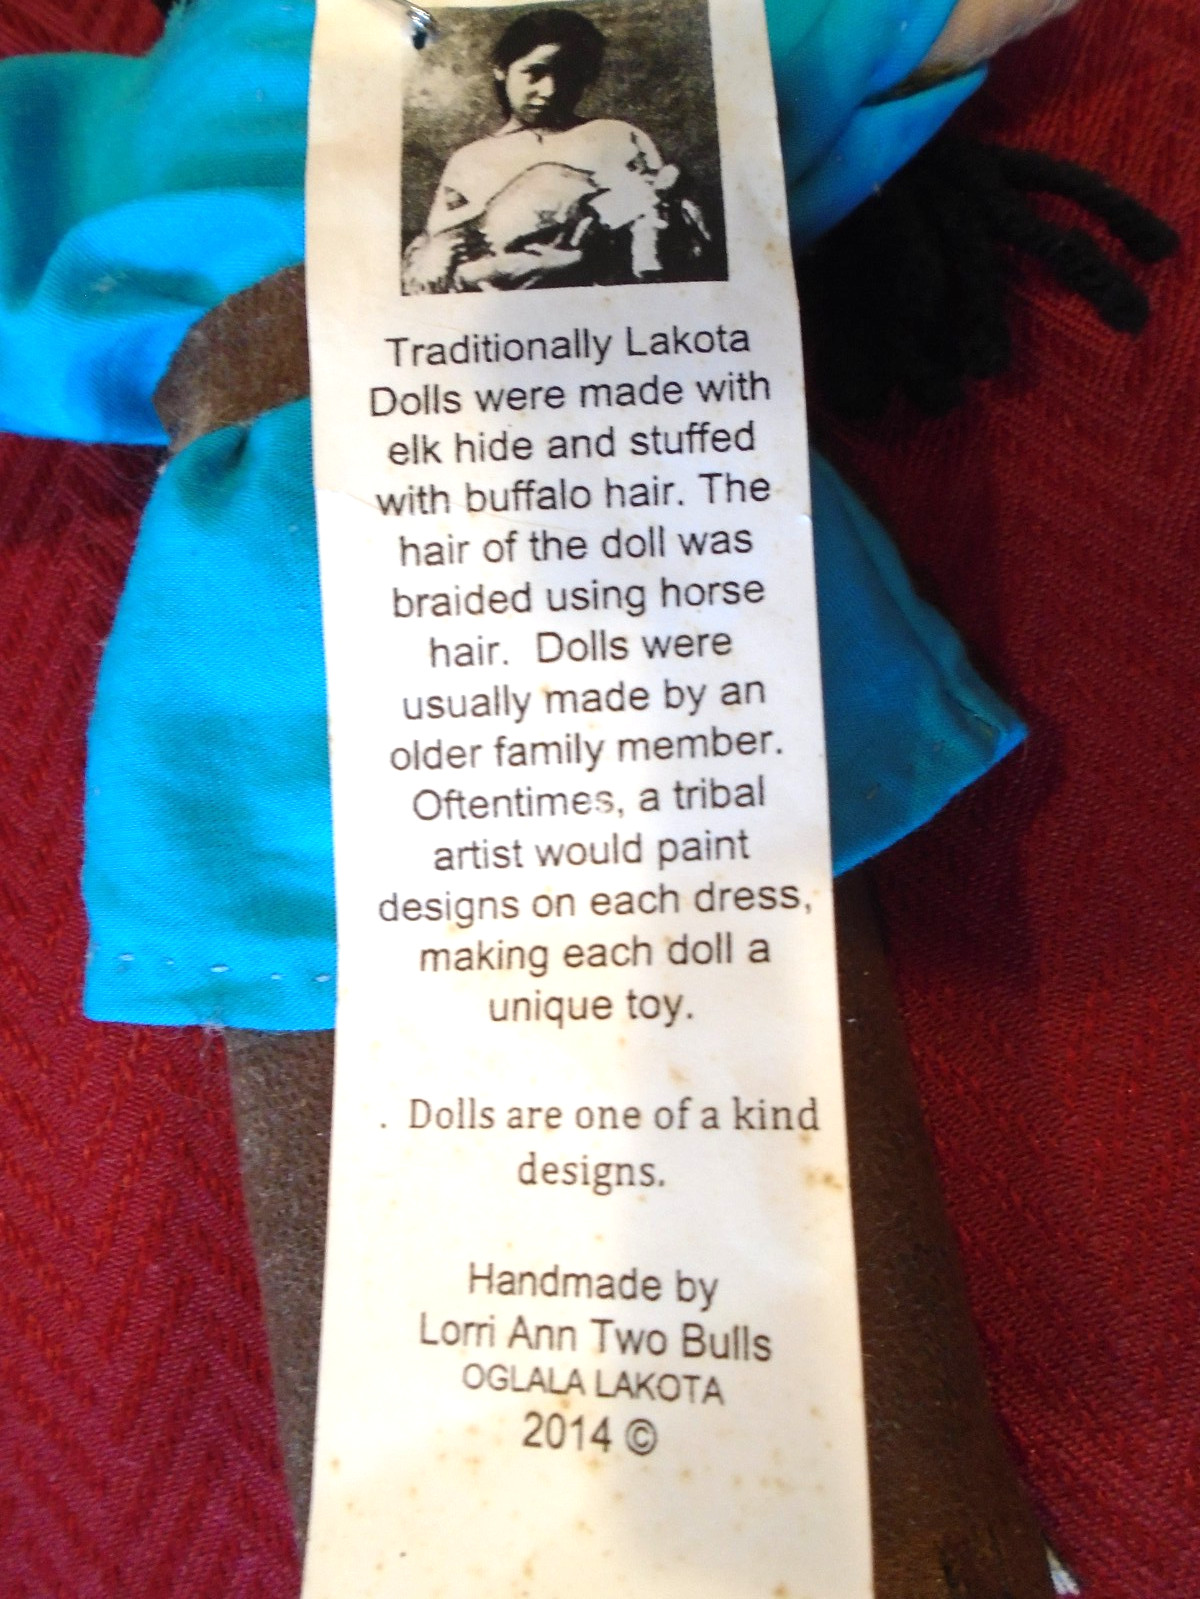 Traditionally Lakota
Dolls were made with
elk hide and stuffed
with buffalo hair. The
hair of the doll was
braided using horse
hair. Dolls were
usually made by an
older family member.
Oftentimes, a tribal
artist would paint
designs on each dress,
making each doll a
unique toy.
. Dolls are one of a kind
designs.
Handmade by
Lorri Ann Two Bulls
OGLALA LAKOTA
2014 ©